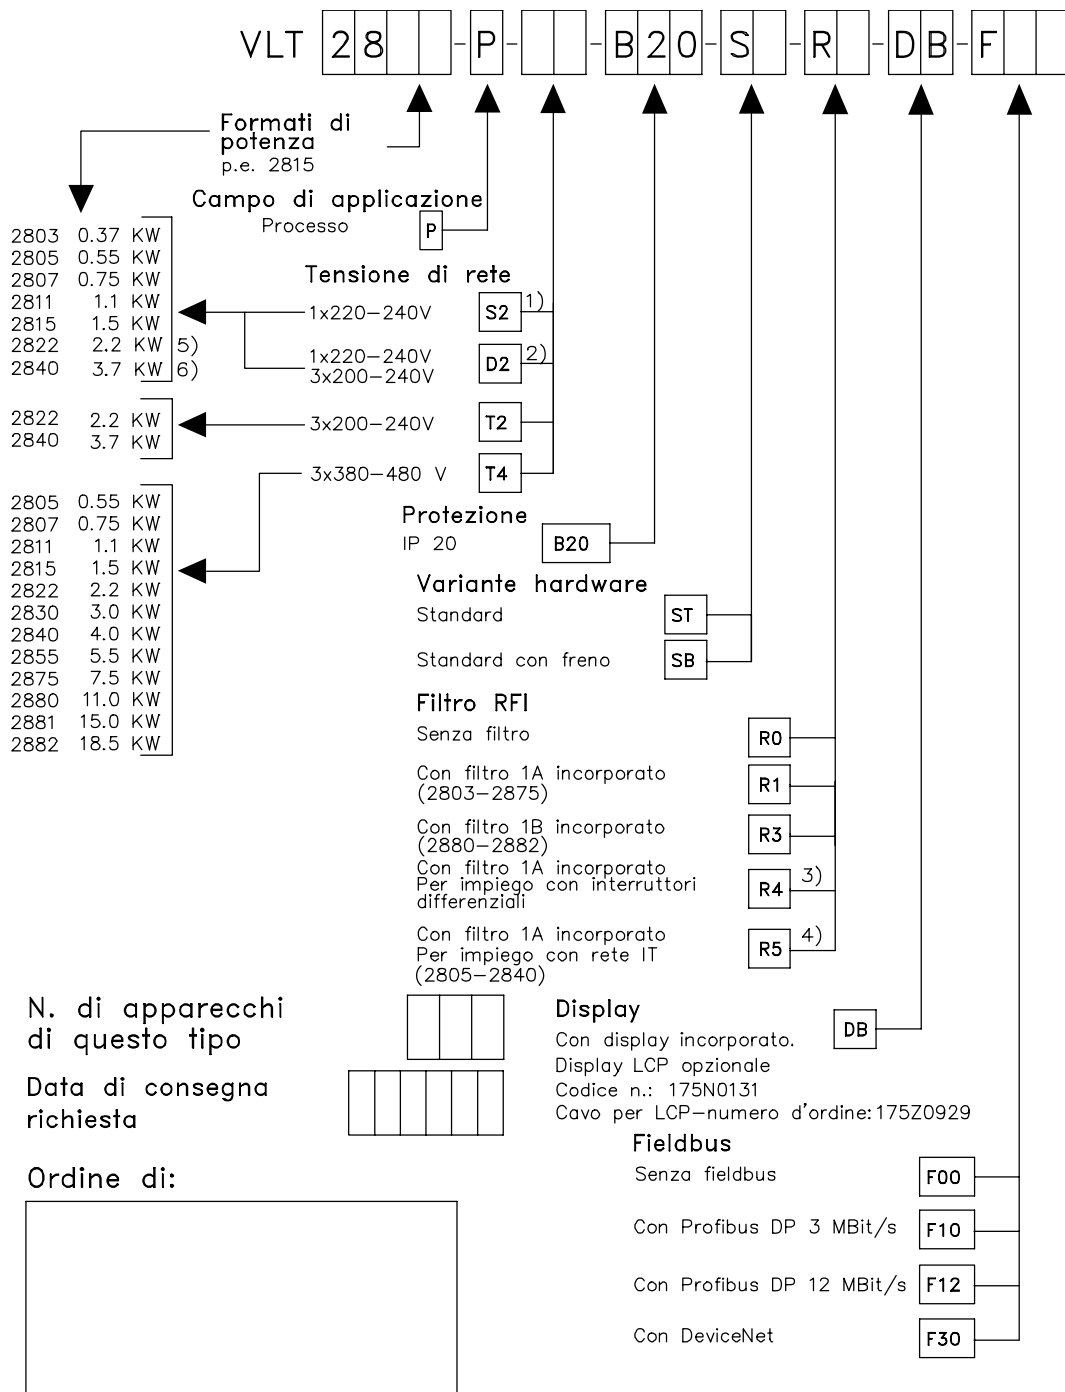 VLT 28 -P- -B20-S -R -DB-F
Formati di
potenza
p.e. 2815
Campo di applicazione
Processo P
2803 0.37 KW
2805 0.55 KW
2807 0.75 KW
2811 1.1 KW
2815 1.5 KW
2822 2.2 KW 5)
2840 3.7 KW 6)
Tensione di rete
1x220-240V S2 1)
1x220-240V
3x200-240V D2 2)
2822 2.2 KW
2840 3.7 KW
3x200-240V T2
3x380-480 V T4
2805 0.55 KW
2807 0.75 KW
2811 1.1 KW
2815 1.5 KW
2822 2.2 KW
2830 3.0 KW
2840 4.0 KW
2855 5.5 KW
2875 7.5 KW
2880 11.0 KW
2881 15.0 KW
2882 18.5 KW
Protezione
IP 20 B20
Variante hardware
Standard ST
Standard con freno SB
Filtro RFI
Senza filtro R0
Con filtro 1A incorporato
(2803-2875) R1
Con filtro 1B incorporato
(2880-2882) R3
Con filtro 1A incorporato
Per impiego con interruttori
differenziali R4 3)
Con filtro 1A incorporato
Per impiego con rete IT
(2805-2840) R5 4)
N. di apparecchi
di questo tipo
Data di consegna
richiesta
Ordine di:
Display
Con display incorporato. DB
Display LCP opzionale
Codice n.: 175N0131
Cavo per LCP-numero d'ordine:175Z0929
Fieldbus
Senza fieldbus F00
Con Profibus DP 3 MBit/s F10
Con Profibus DP 12 MBit/s F12
Con DeviceNet F30